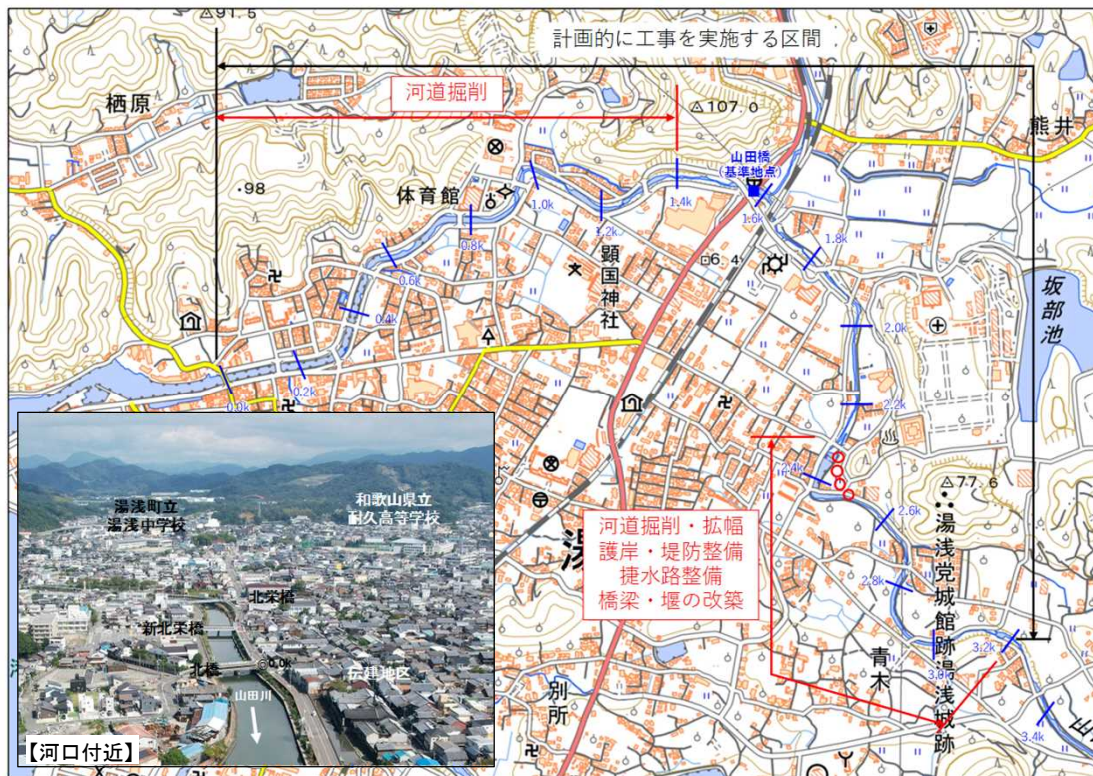 91.5
計画的に工事を実施する区間
栖原
河道掘削
107.0
熊井
山田橋
(基準地点)
98
体育館
1.0k
1.4k
1.2k
1.6k
0.8k
1.8k
顕国神社
6.4
0.6k
坂部池
0.4k
2.0k
0.2k
0.0k
2.2k
2.4k
77.6
2.6k
湯浅町立
湯浅中学校
和歌山県立
耐久高等学校
河道掘削・拡幅
護岸・堤防整備
捷水路整備
橋梁・堰の改築
湯
2.8k
湯浅党城館跡湯浅城跡
北栄橋
新北栄橋
北橋
0.0k
伝建地区
山田川
3.0k
3.2k
青木
別所
3.4k
【河口付近】